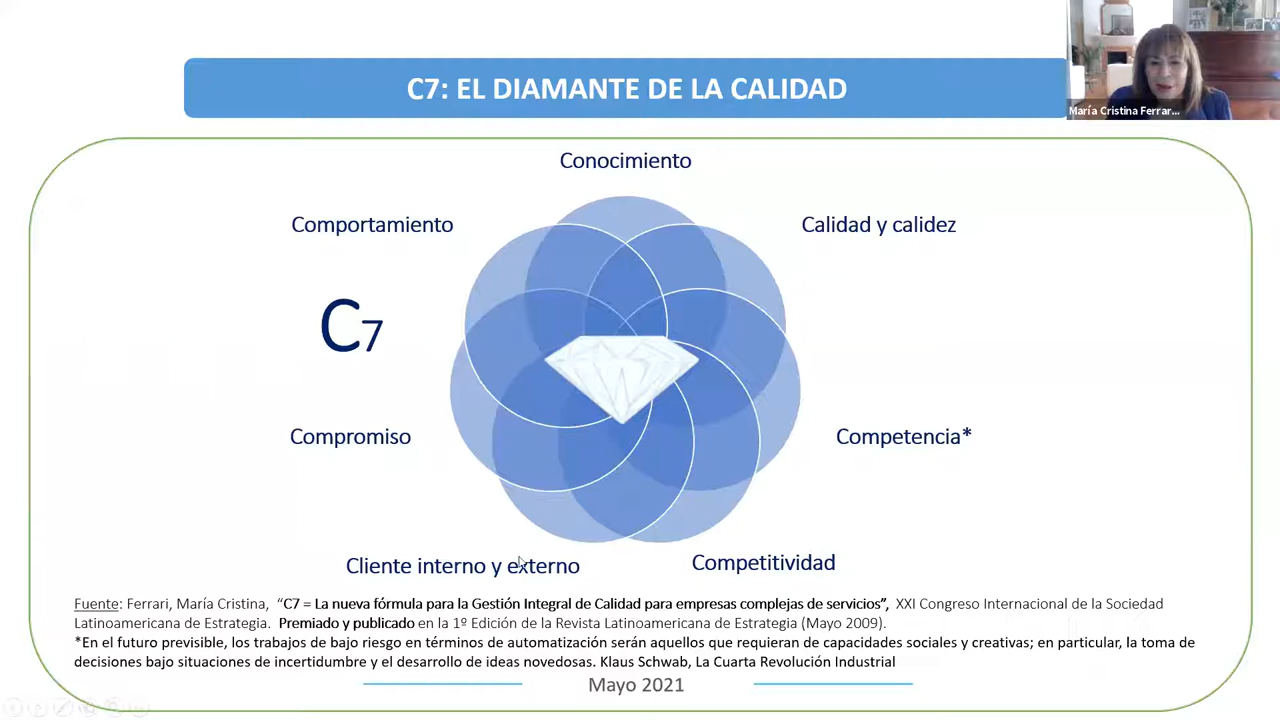 C7: EL DIAMANTE DE LA CALIDAD
María Cristina Ferrar...
Conocimiento
Comportamiento
Calidad y calidez
C7
Compromiso
Competencia*
Cliente interno y externo
Competitividad
Fuente: Ferrari, María Cristina, “C7 = La nueva fórmula para la Gestión Integral de Calidad para empresas complejas de servicios”, XXI Congreso Internacional de la Sociedad
Latinoamericana de Estrategia. Premiado y publicado en la 1º Edición de la Revista Latinoamericana de Estrategia (Mayo 2009).
*En el futuro previsible, los trabajos de bajo riesgo en términos de automatización serán aquellos que requieran de capacidades sociales y creativas; en particular, la toma de
decisiones bajo situaciones de incertidumbre y el desarrollo de ideas novedosas. Klaus Schwab, La Cuarta Revolución Industrial
Mayo 2021